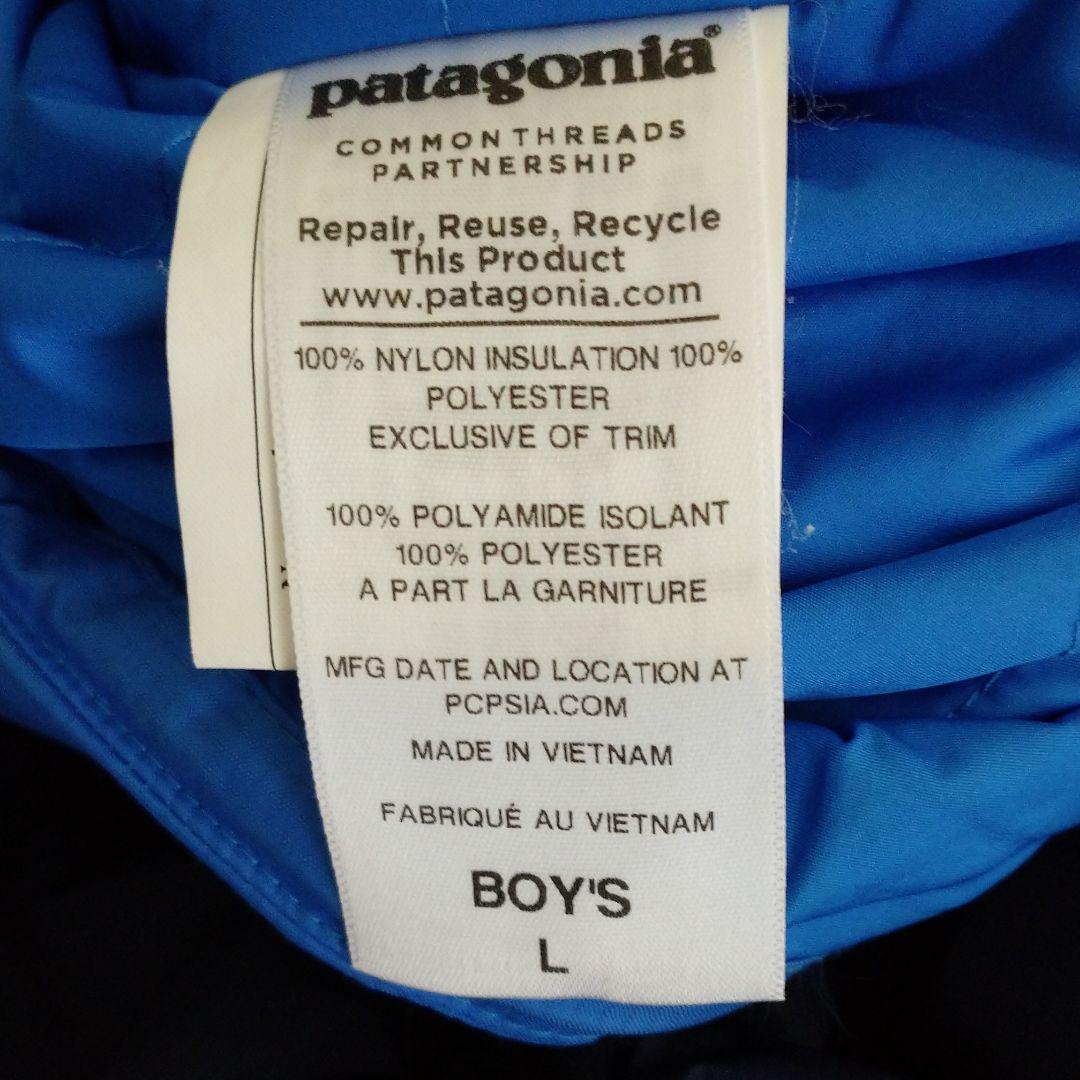 patagonia®
COMMON THREADS
PARTNERSHIP
Repair, Reuse, Recycle
This Product
www.patagonia.com
100% NYLON INSULATION 100%
POLYESTER
EXCLUSIVE OF TRIM
100% POLYAMIDE ISOLANT
100% POLYESTER
A PART LA GARNITURE
MFG DATE AND LOCATION AT
PCPSIA.COM
MADE IN VIETNAM
FABRIQUÉ AU VIETNAM
BOY'S
L